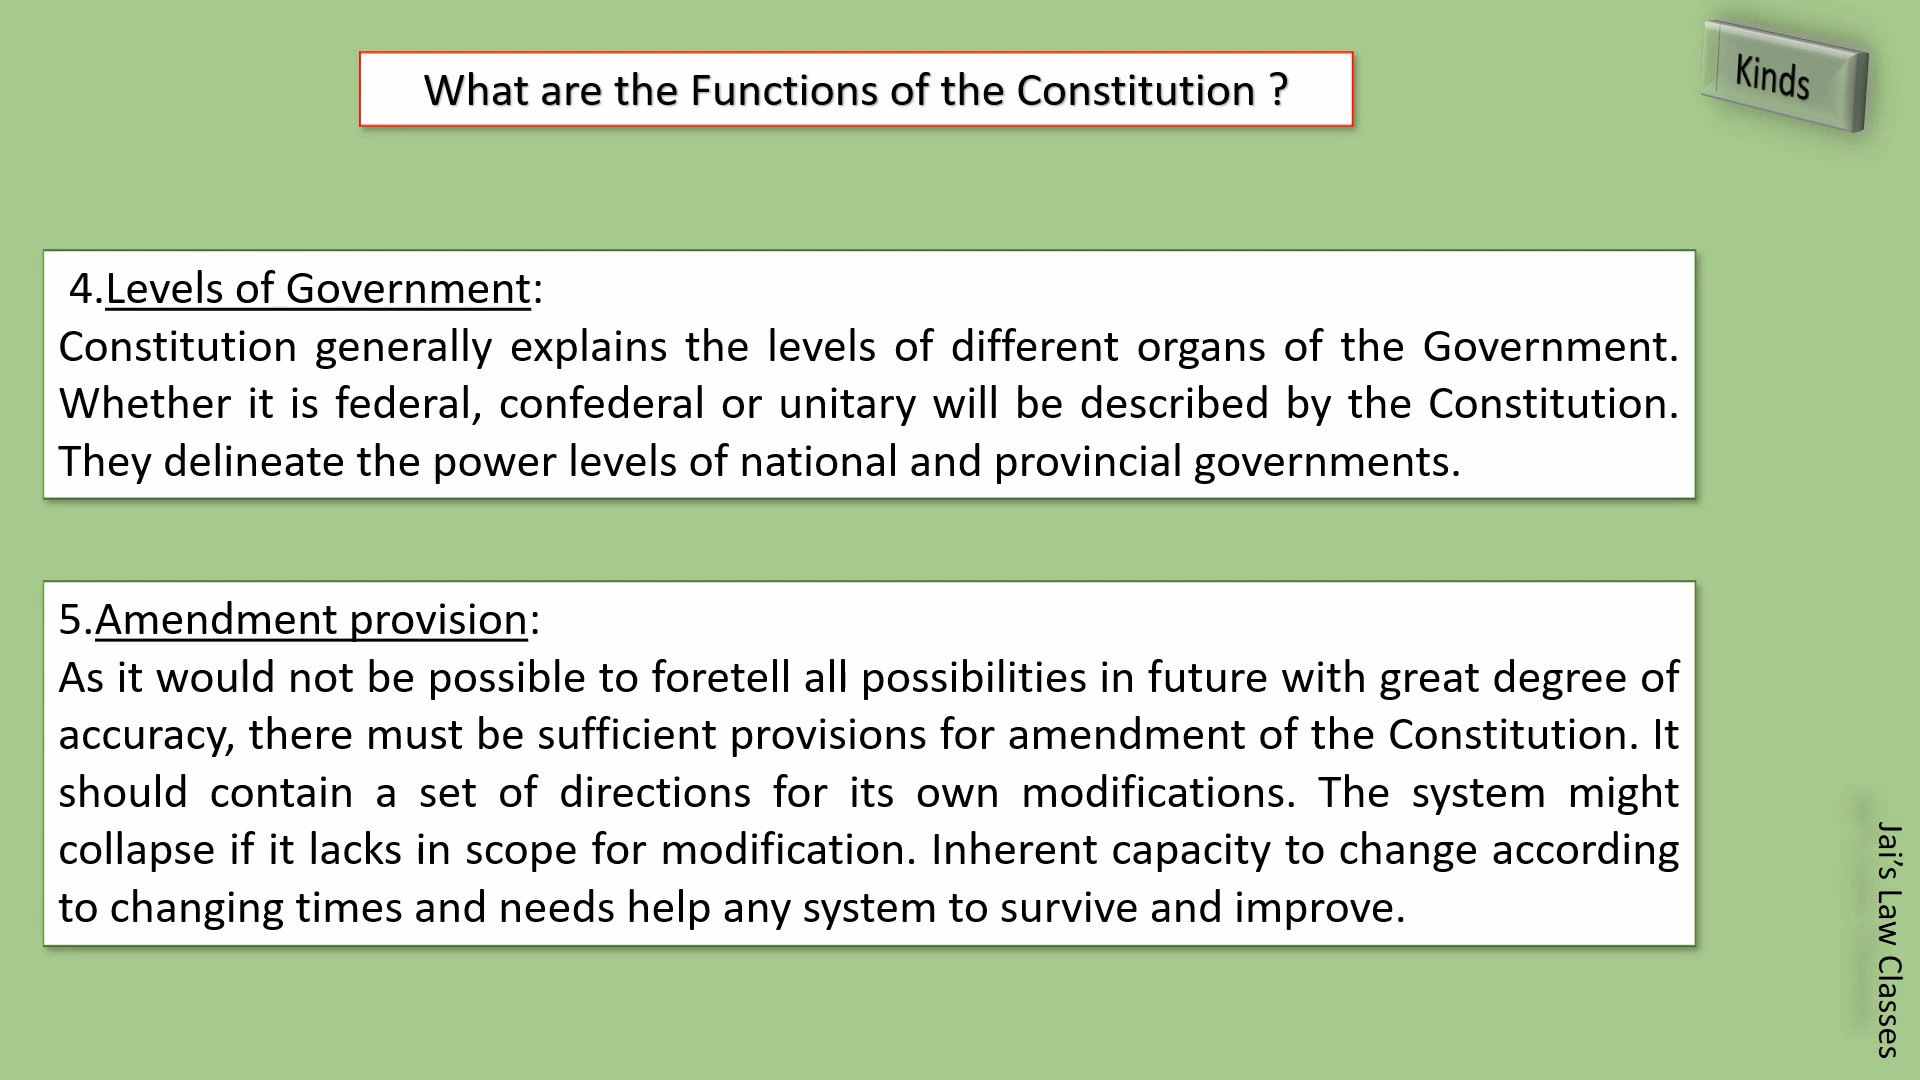 What are the Functions of the Constitution ?
Kinds
4.Levels of Government:
Constitution generally explains the levels of different organs of the Government.
Whether it is federal, confederal or unitary will be described by the Constitution.
They delineate the power levels of national and provincial governments.
5.Amendment provision:
As it would not be possible to foretell all possibilities in future with great degree of
accuracy, there must be sufficient provisions for amendment of the Constitution. It
should contain a set of directions for its own modifications. The system might
collapse if it lacks in scope for modification. Inherent capacity to change according
to changing times and needs help any system to survive and improve.
Jai’s Law Classes